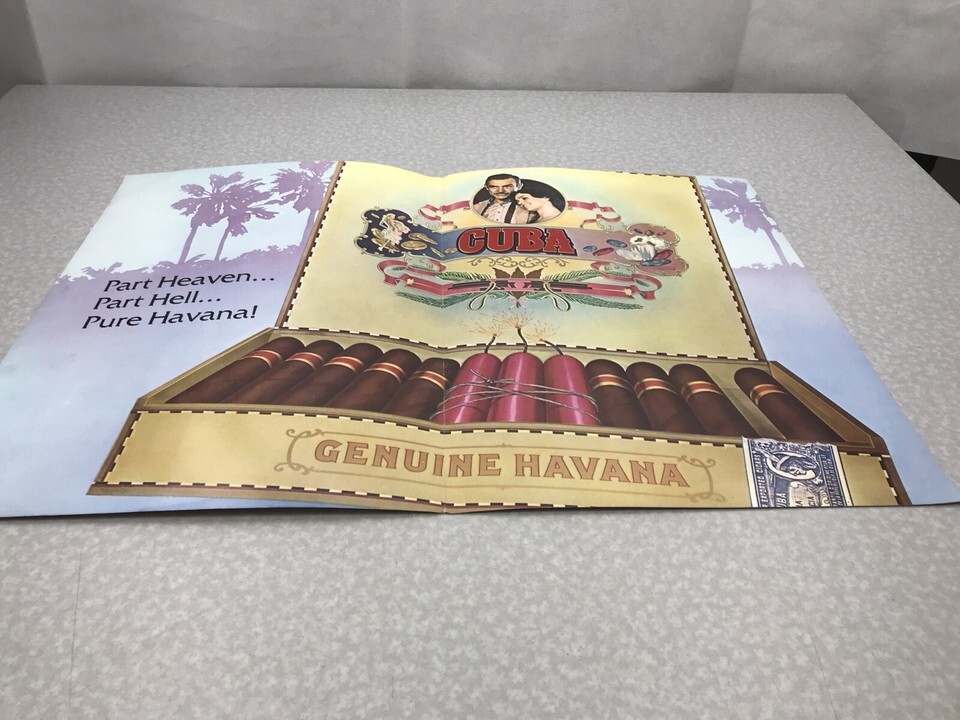 Part Heaven...
Part Hell...
Pure Havana!
CUBA
GENUINE HAVANA